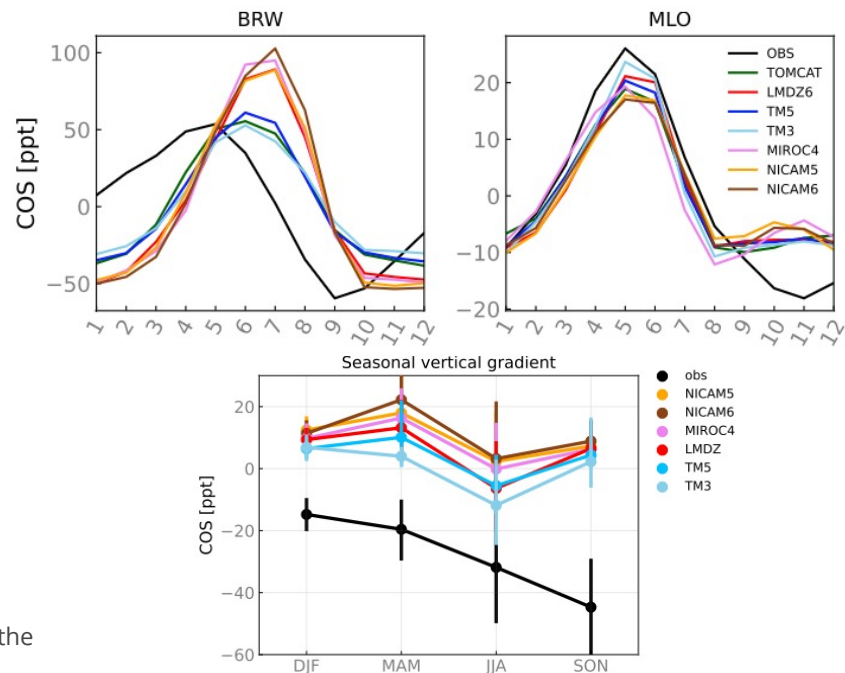 BRW
MLO
COS [ppt]
100
50
0
−50
1 2 3 4 5 6 7 8 9 10 11 12
20
10
0
−10
−20
1 2 3 4 5 6 7 8 9 10 11 12
OBS
TOMCAT
LMDZ6
TM5
TM3
MIROC4
NICAM5
NICAM6
Seasonal vertical gradient
COS [ppt]
20
0
−20
−40
−60
DJF MAM JJA SON
obs
NICAM5
NICAM6
MIROC4
LMDZ
TM5
TM3
the